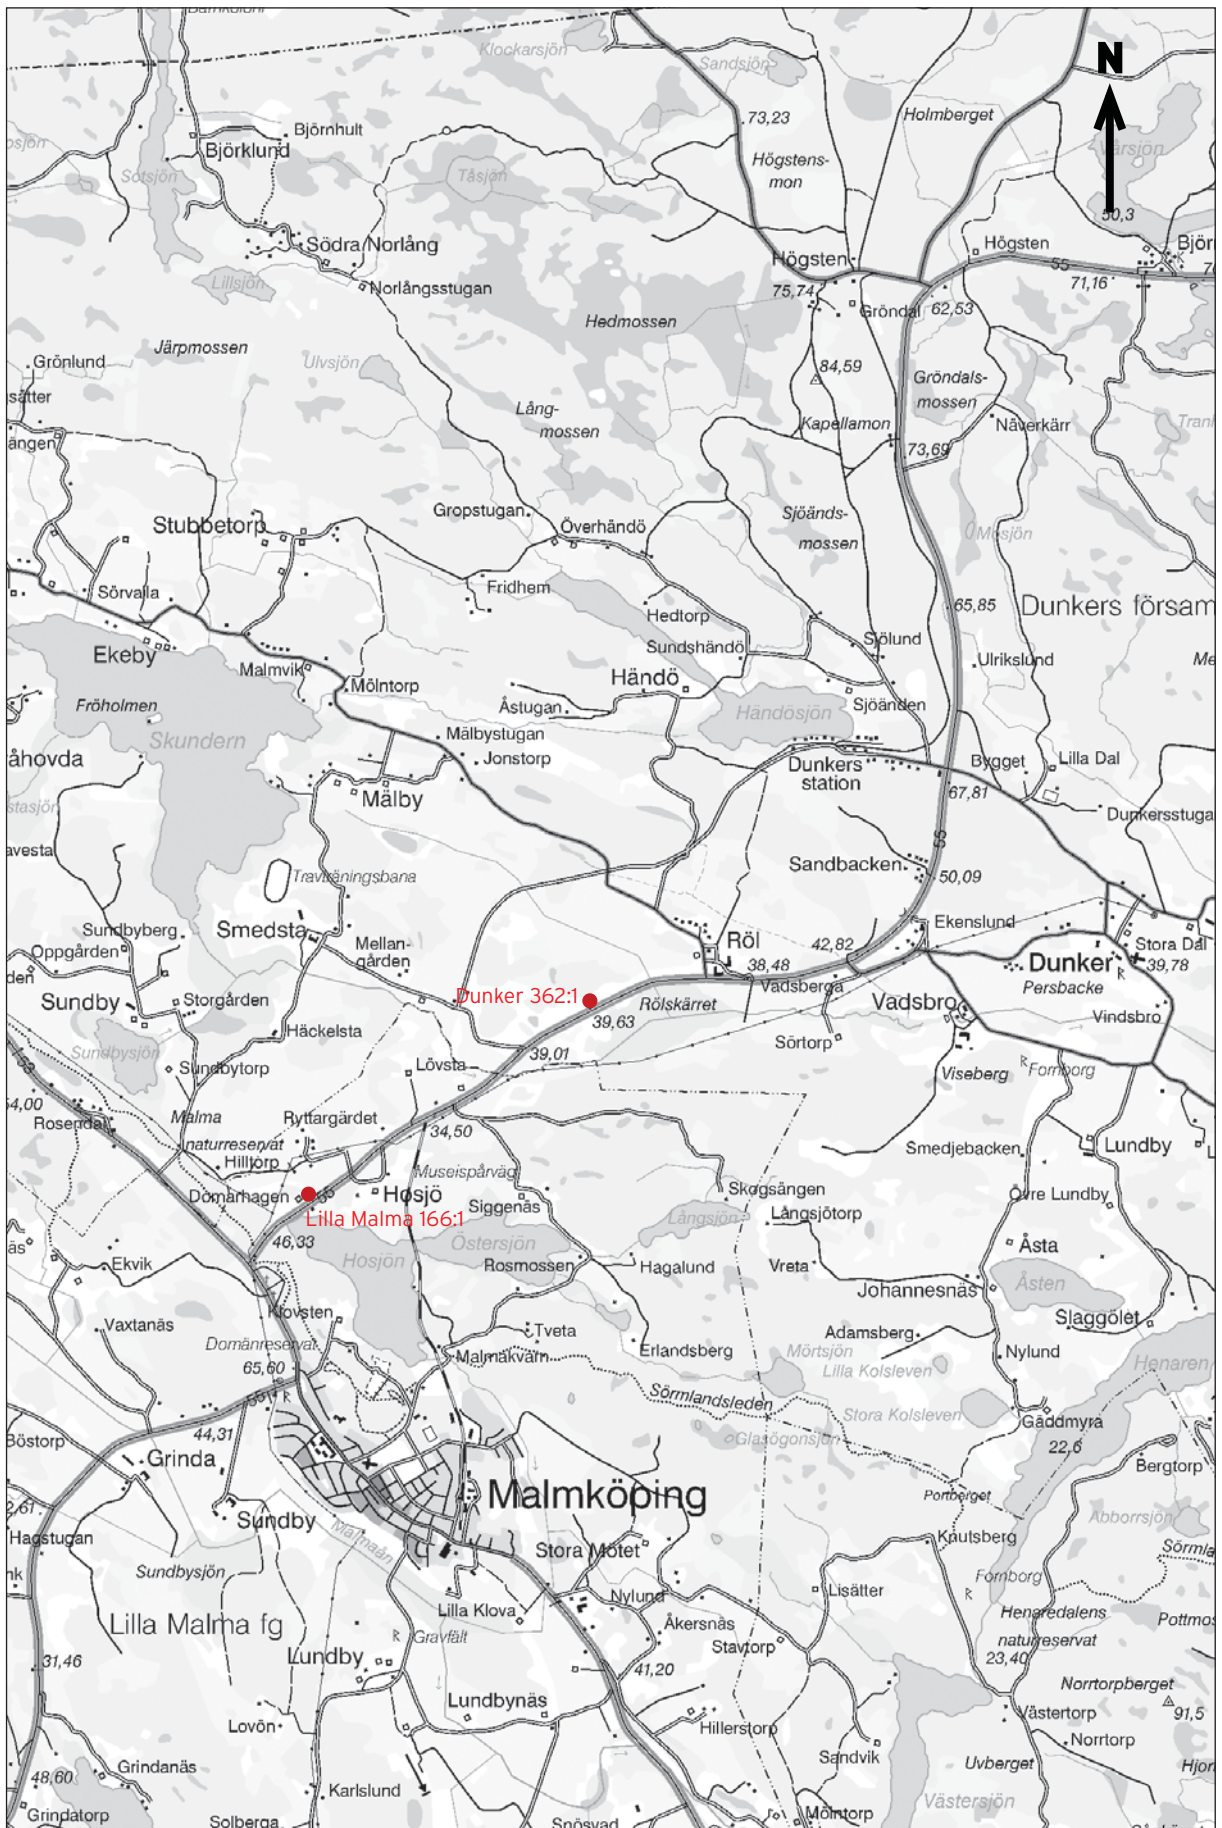 Klockarsjön
Sandsjön
N
73,23
Holmberget
Björnhult
Björklund
Högstens-
mon
Sotsjön
Tåsjön
50,3
Södra Norlång
Högsten
Högsten
55
71,16
Lillsjön
Norlångsstugan
75,74
Gröndal
62,53
Hedmossen
Järpmossen
Ulvsjön
Grönlund
84,59
Gröndals-
mossen
Lång-
mossen
Kapellamon
Näverkärr
73,69
Gropstugan
Överhändö
Stubbetorp
Sjöänds-
mossen
Mosjön
Fridhem
Sörvalla
Hedtorp
65,85
Dunkers försam
Ekeby
Sundshändö
Sjölund
Malmvik
Mölntorp
Händö
Ulrikslund
Fröholmen
Åstugan
Sjöänden
Skundern
Händösjön
Mälbystugan
Jonstorp
åhovda
Dunkers
station
Bygget
Lilla Dal
Mälby
67,81
Dunkersstuga
55
Sandbacken
50,09
Travträningsbana
Sundbyberg
Smedsta
Mellan-
gården
Oppgården
Röl
42,82
Ekenslund
38,48
Stora Dal
39,78
Dunker
Persbacke
Sundby
Storgården
Dunker 362:1
Rölskärret
Vadsberga
Vadsbro
39,63
Vindsbro
Häckelsta
Sörtorp
Sundbysjön
39,01
Sundbytorp
Lövsta
Viseberg
Fornborg
Malma
naturreservat
Ryttargärdet
34,50
Rosendal
Smedjebacken
Lundby
Hilltorp
Museispårväg
Domarhagen
Hosjö
Siggenäs
Skogsängen
Övre Lundby
Lilla Malma 166:1
Långsjön
Långsjötorp
46,33
Östersjön
Åsta
Ekvik
Hosjön
Rosmossen
Hagalund
Vreta
Johannesnäs
Åsten
Klovsten
Slaggölet
Vaxtanäs
Tveta
Adamsberg
Domänreservat
Malmakvarn
Erlandsberg
Mörtsjön
Nylund
Henaren
65,60
Lilla Kolsleven
Sörmlandsleden
Stora Kolsleven
Gäddmyra
44,31
Glasögonsjön
22,6
Böstorp
Grinda
Bergtorp
Malmköping
Portberget
Sundby
Malmaån
Abborrsjön
Hagstugan
Knutsberg
Stora Mötet
Sundbysjön
Fornborg
Lisätter
Lilla Klova
Nylund
Henaredalens
naturreservat
Lilla Malma fg
Åkersnäs
Gravfält
Stavtorp
23,40
Lundby
31,46
41,20
Norrtorpberget
91,5
Lundbynäs
Lovön
Hillerstorp
Västertorp
Norrtorp
Sandvik
Grindanäs
Uvberget
48,60
Karlslund
Västersjön
Grindatorp
Solberga
Mölntorp